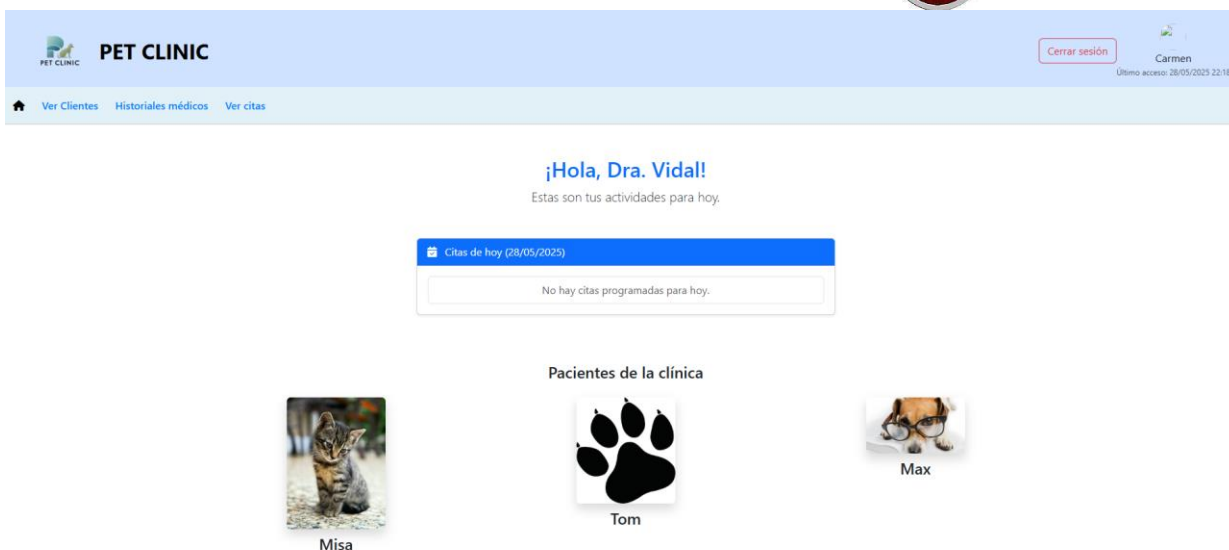 PET CLINIC
PET CLINIC
Cerrar sesión
Carmen
Último acceso: 28/05/2025 22:18
Ver Clientes Historiales médicos Ver citas
¡Hola, Dra. Vidal!
Estas son tus actividades para hoy.
Citas de hoy (28/05/2025)
No hay citas programadas para hoy.
Pacientes de la clínica
Misa
Tom
Max